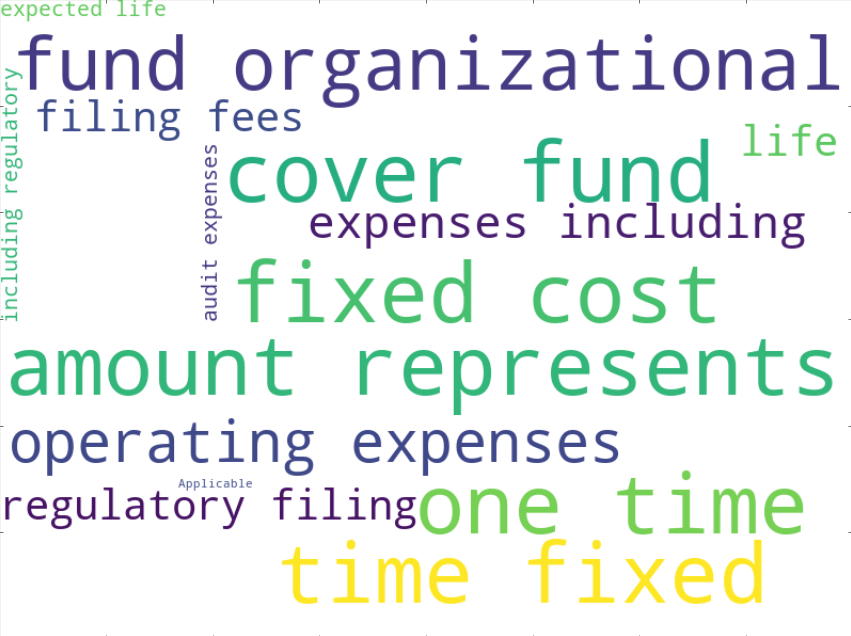 expected life
fund organizational
including regulatory
filing fees
life
cover fund
audit expenses
expenses including
fixed cost
amount represents
operating expenses
Applicable
regulatory filing
one time
time fixed